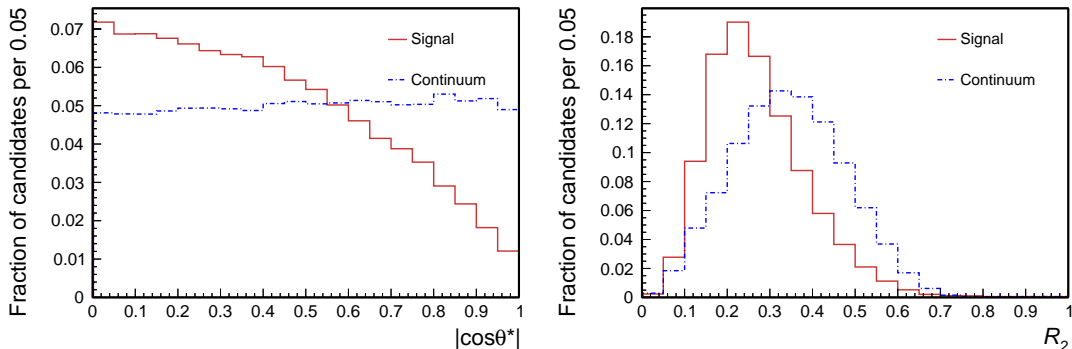 Fraction of candidates per 0.05
0.07
0.06
0.05
0.04
0.03
0.02
0.01
0
Signal
Continuum
0 0.1 0.2 0.3 0.4 0.5 0.6 0.7 0.8 0.9 1
|cosθ*|
Fraction of candidates per 0.05
0.18
0.16
0.14
0.12
0.1
0.08
0.06
0.04
0.02
0
Signal
Continuum
0 0.1 0.2 0.3 0.4 0.5 0.6 0.7 0.8 0.9 1
R₂